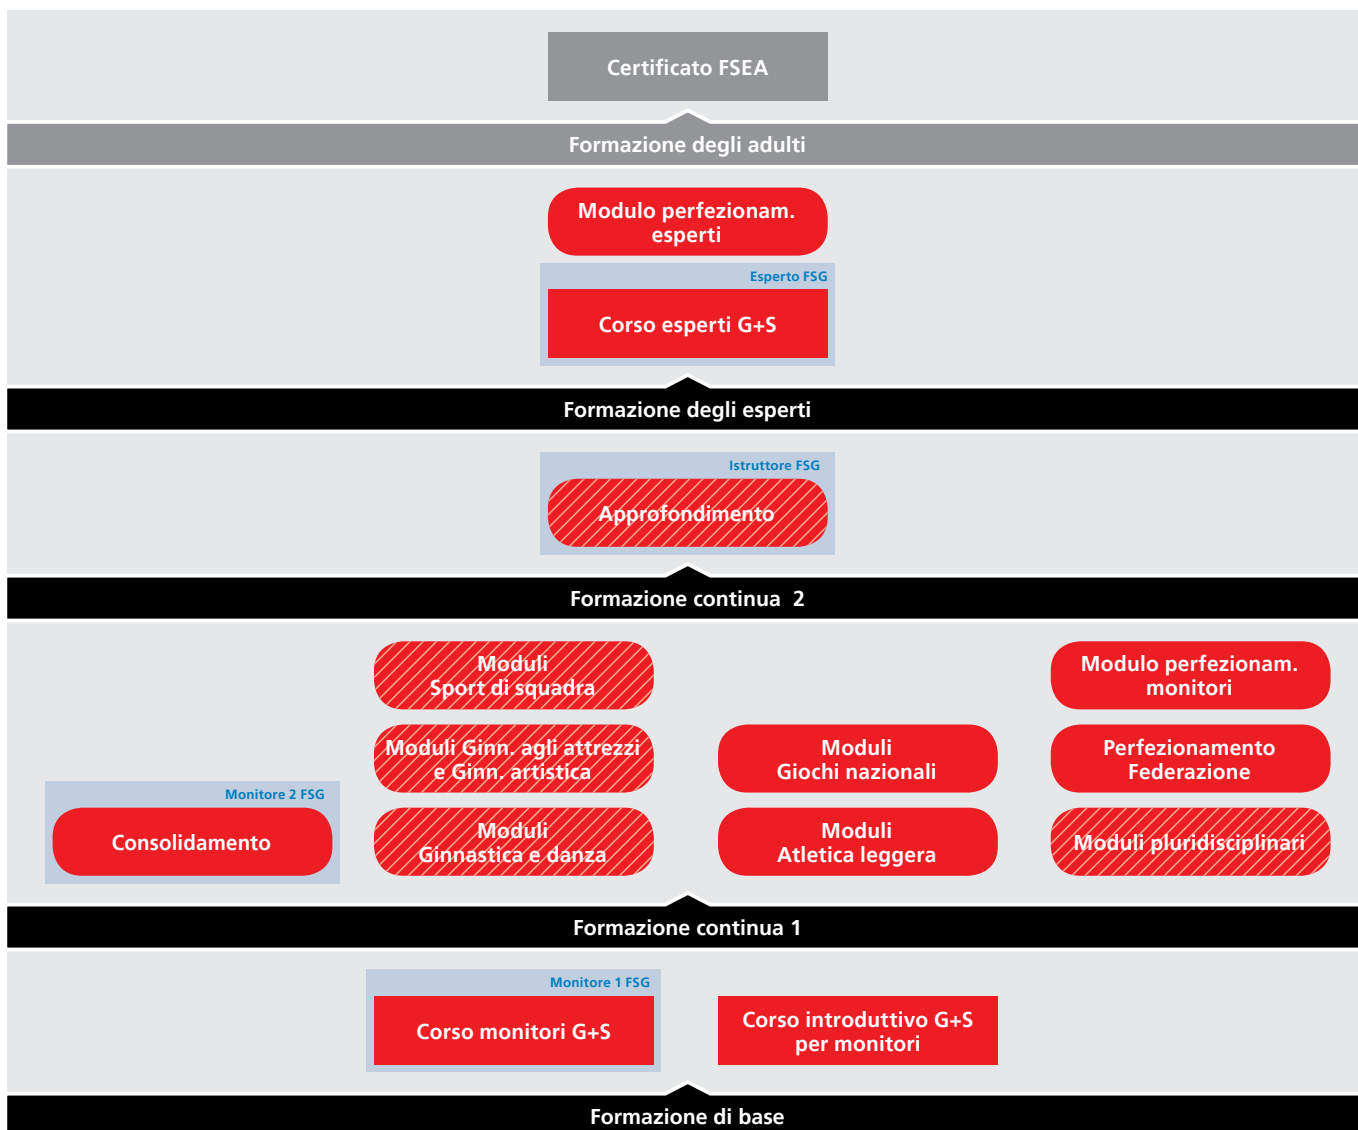 Certificato FSEA
Formazione degli adulti
Modulo perfezionam.
esperti
Esperto FSG
Corso esperti G+S
Formazione degli esperti
Istruttore FSG
Approfondimento
Formazione continua 2
Moduli
Sport di squadra
Modulo perfezionam.
monitori
Moduli Ginn. agli attrezzi
e Ginn. artistica
Moduli
Giochi nazionali
Perfezionamento
Federazione
Monitore 2 FSG
Consolidamento
Moduli
Ginnastica e danza
Moduli
Atletica leggera
Moduli pluridisciplinari
Formazione continua 1
Monitore 1 FSG
Corso monitori G+S
Corso introduttivo G+S
per monitori
Formazione di base